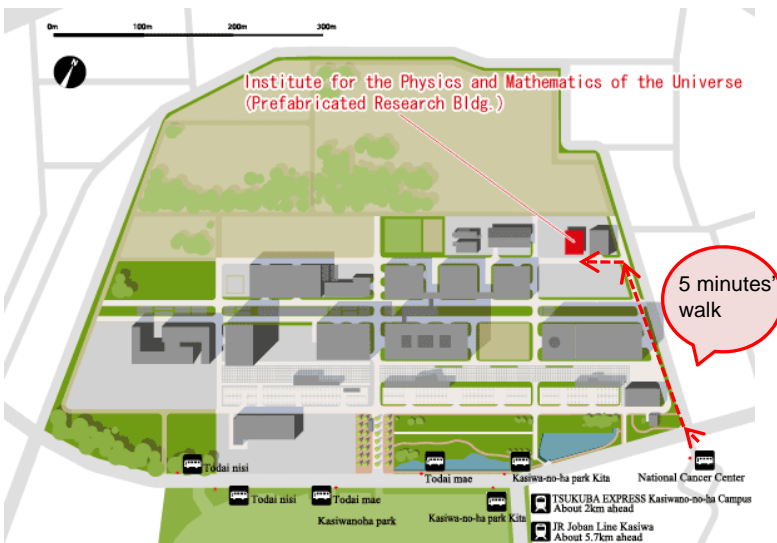 0m 100m 200m 300m
Institute for the Physics and Mathematics of the Universe
(Prefabricated Research Bldg.)
5 minutes'
walk
Todai nisi
Todai mae
Kasiwa-no-ha park Kita
National Cancer Center
Todai nisi
Todai mae
Kasiwa-no-ha park Kita
Kasiwanoha park
TSUKUBA EXPRESS Kasiwano-no-ha Campus
About 2km ahead
JR Joban Line Kasiwa
About 5.7km ahead